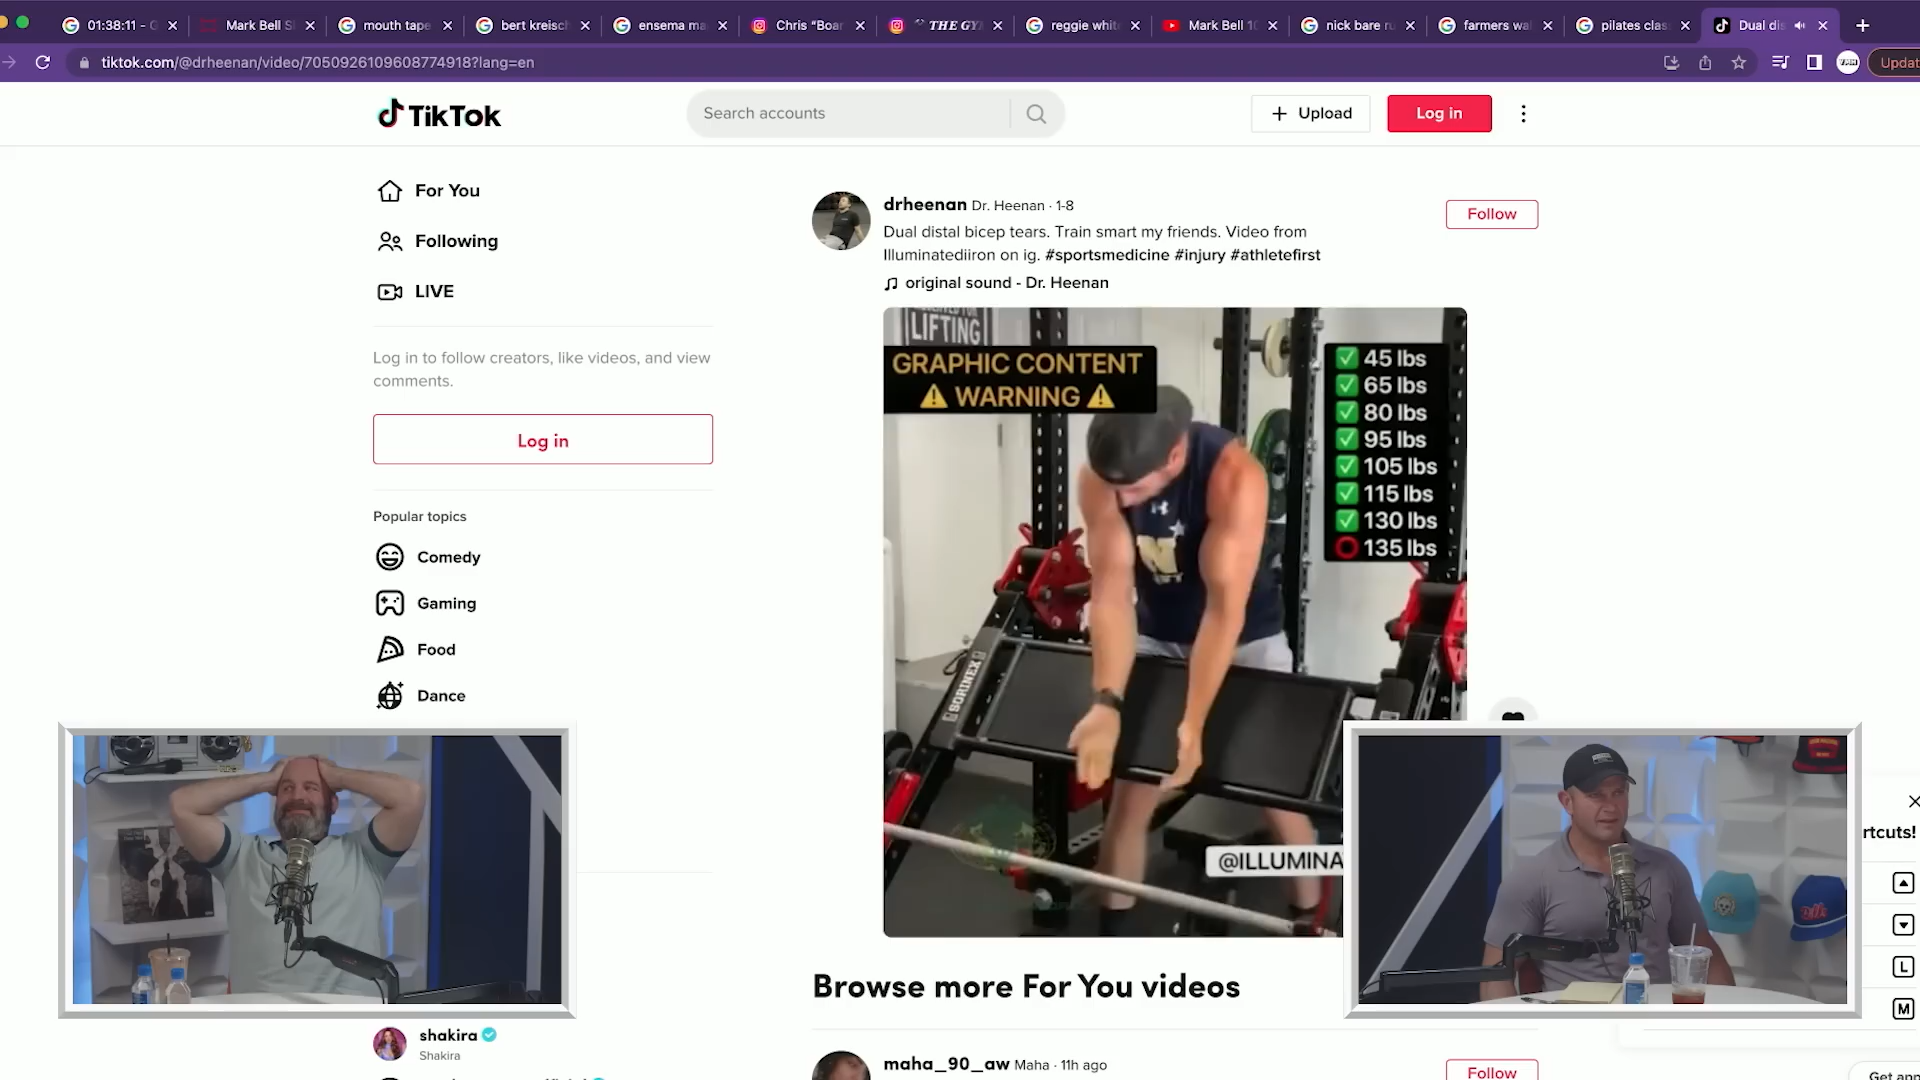 01:38:11 - G
Mark Bell S
mouth tape
bert kreisch
ensema ma
Chris "Boar
THE GY
reggie white
Mark Bell 10
nick bare ru
farmers wal
pilates clas
Dual dis
tiktok.com/@drheenan/video/7050926109608774918?lang=en
YMH
Updat
TikTok
Search accounts
Upload
Log in
For You
Following
LIVE
Log in to follow creators, like videos, and view
comments.
Log in
Popular topics
Comedy
Gaming
Food
Dance
shakira
Shakira
drheenan Dr. Heenan · 1-8
Follow
Dual distal bicep tears. Train smart my friends. Video from
Illuminatediiron on ig. #sportsmedicine #injury #athletefirst
original sound - Dr. Heenan
LIFTING
GRAPHIC CONTENT
WARNING
45 lbs
65 lbs
80 lbs
95 lbs
105 lbs
115 lbs
130 lbs
135 lbs
SORINEX
@ILLUMINA
rtcuts!
L
M
Browse more For You videos
maha_90_aw Maha · 11h ago
Follow
Get app